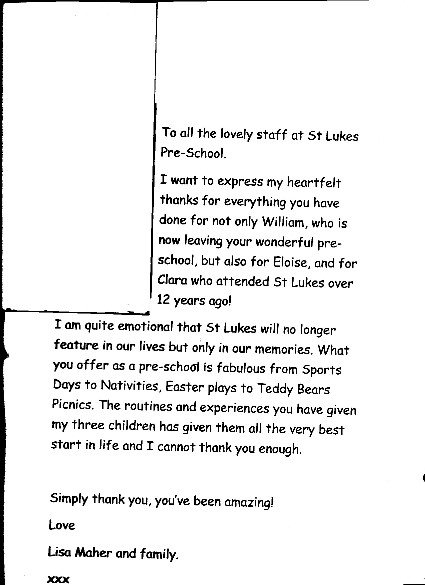 To all the lovely staff at St Lukes
Pre-School.
I want to express my heartfelt
thanks for everything you have
done for not only William, who is
now leaving your wonderful pre-
school, but also for Eloise, and for
Clara who attended St Lukes over
12 years ago!
I am quite emotional that St Lukes will no longer
feature in our lives but only in our memories. What
you offer as a pre-school is fabulous from Sports
Days to Nativities, Easter plays to Teddy Bears
Picnics. The routines and experiences you have given
my three children has given them all the very best
start in life and I cannot thank you enough.
Simply thank you, you've been amazing!
Love
Lisa Maher and family.
xxx